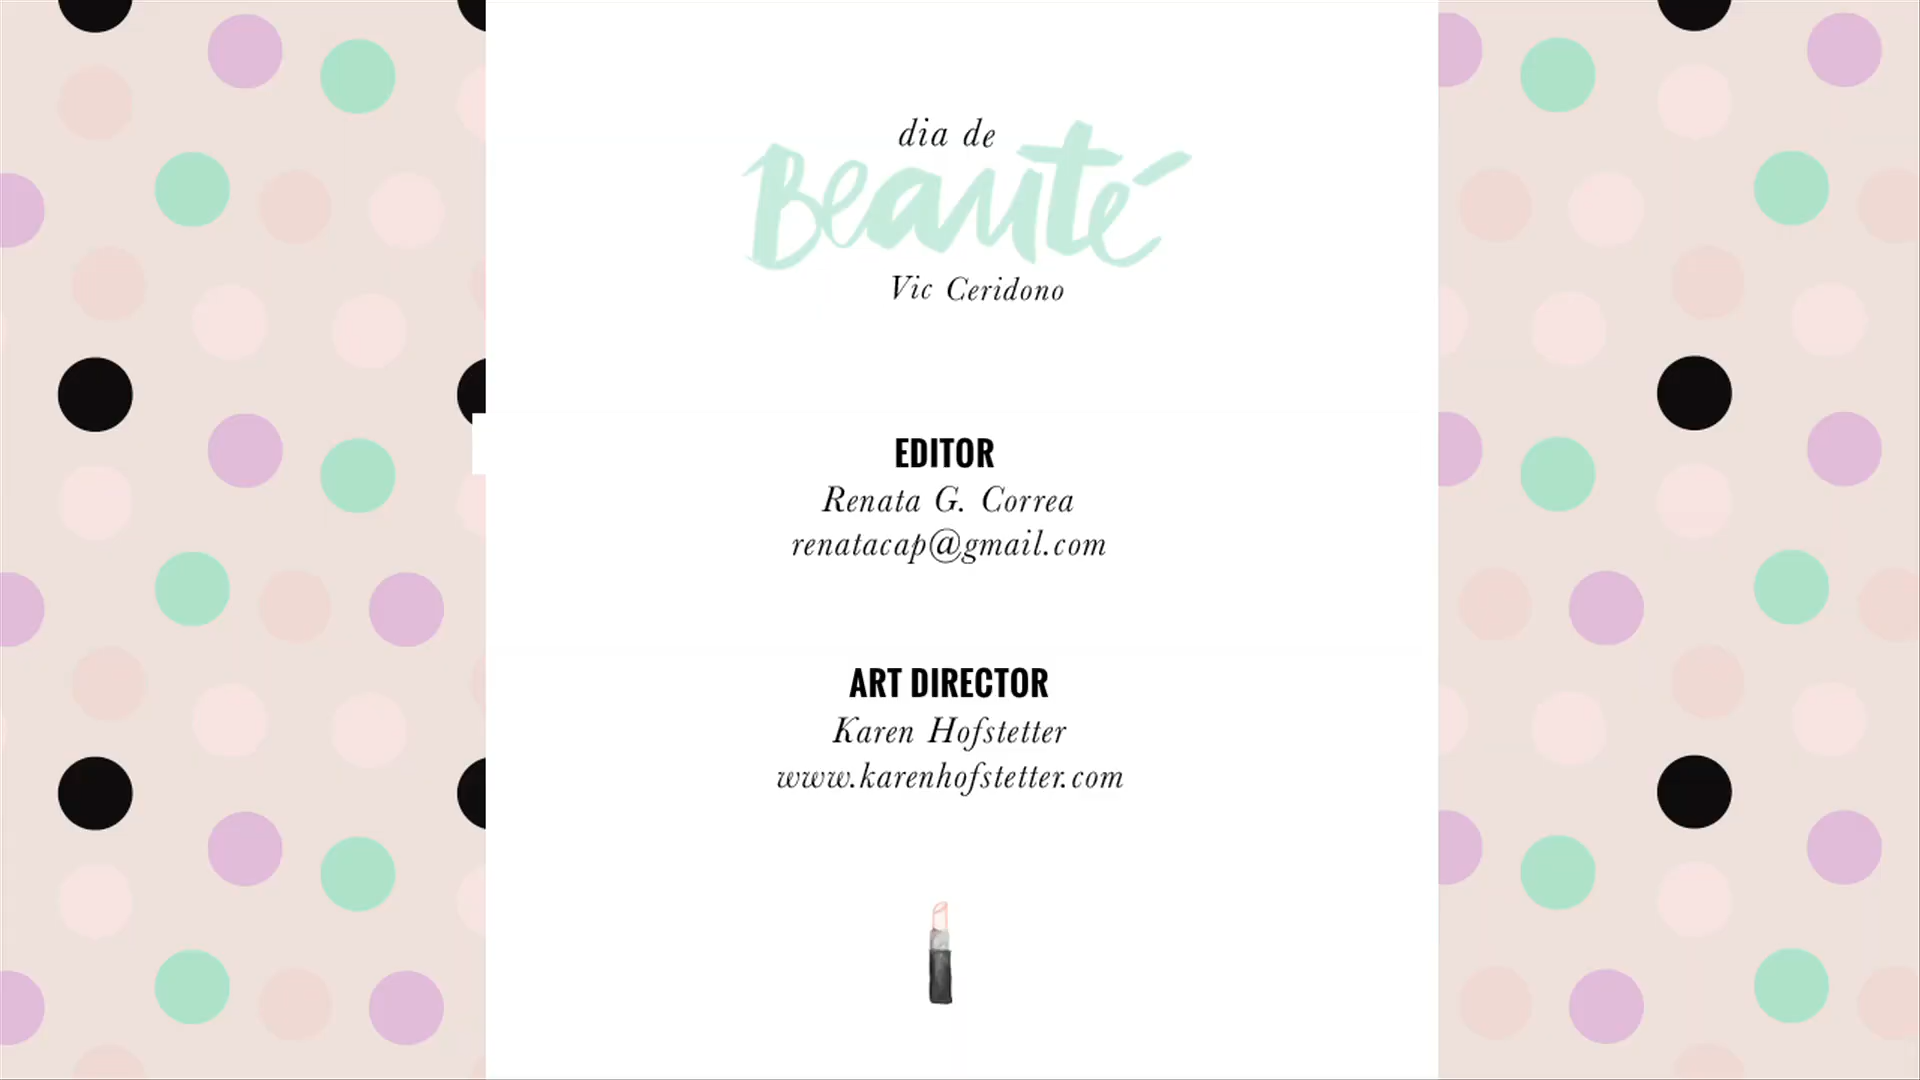 dia de
Beauté
Vic Ceridono
EDITOR
Renata G. Correa
renatacap@gmail.com
ART DIRECTOR
Karen Hofstetter
www.karenhofstetter.com